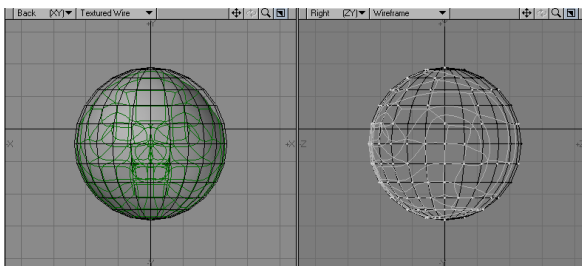 Back (XY) Textured Wire
Right (ZY) Wireframe
-X
+X
-Z